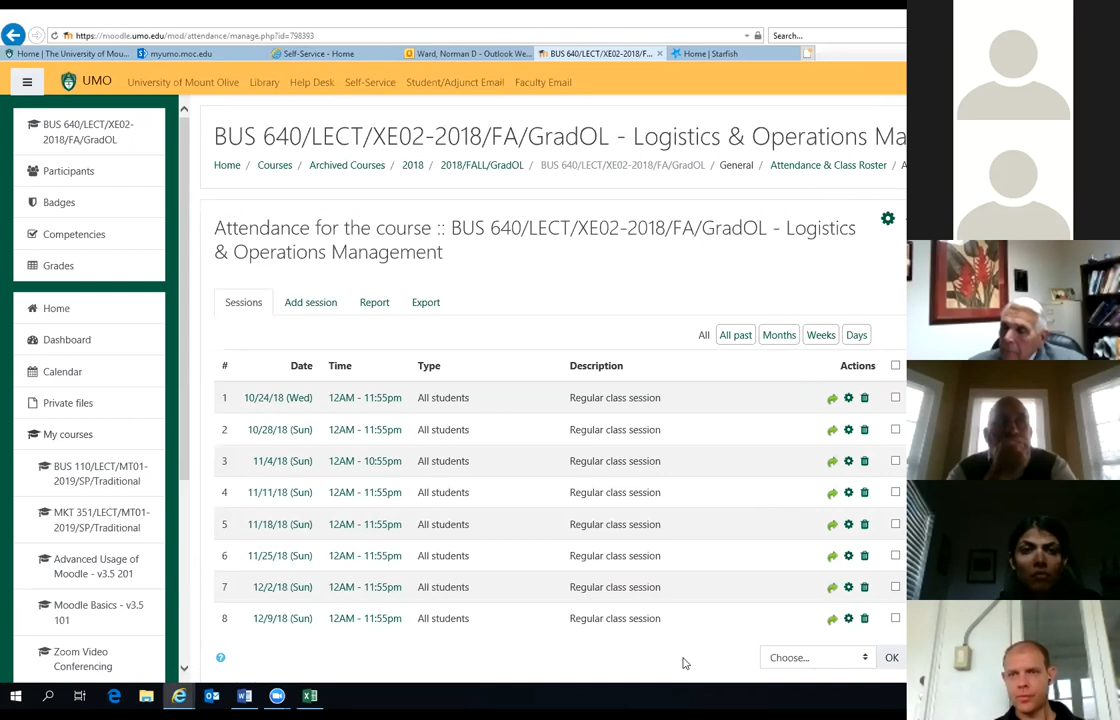 https://moodle.umo.edu/mod/attendance/manage.php?id=798393
Search...
Home | The University of Mou...
myumo.moc.edu
Self-Service - Home
Ward, Norman D - Outlook We...
BUS 640/LECT/XE02-2018/F...
Home | Starfish
UMO
University of Mount Olive
Library
Help Desk
Self-Service
Student/Adjunct Email
Faculty Email
BUS 640/LECT/XE02-
2018/FA/GradOL
Participants
Badges
Competencies
Grades
Home
Dashboard
Calendar
Private files
My courses
BUS 110/LECT/MT01-
2019/SP/Traditional
MKT 351/LECT/MT01-
2019/SP/Traditional
Advanced Usage of
Moodle - v3.5 201
Moodle Basics - v3.5
101
Zoom Video
Conferencing
BUS 640/LECT/XE02-2018/FA/GradOL - Logistics & Operations Ma
Home / Courses / Archived Courses / 2018 / 2018/FALL/GradOL / BUS 640/LECT/XE02-2018/FA/GradOL / General / Attendance & Class Roster / A
Attendance for the course :: BUS 640/LECT/XE02-2018/FA/GradOL - Logistics
& Operations Management
Sessions Add session Report Export
All All past Months Weeks Days
# Date Time Type Description Actions
1 10/24/18 (Wed) 12AM - 11:55pm All students Regular class session
2 10/28/18 (Sun) 12AM - 11:55pm All students Regular class session
3 11/4/18 (Sun) 12AM - 10:55pm All students Regular class session
4 11/11/18 (Sun) 12AM - 11:55pm All students Regular class session
5 11/18/18 (Sun) 12AM - 11:55pm All students Regular class session
6 11/25/18 (Sun) 12AM - 11:55pm All students Regular class session
7 12/2/18 (Sun) 12AM - 11:55pm All students Regular class session
8 12/9/18 (Sun) 12AM - 11:55pm All students Regular class session
Choose... OK